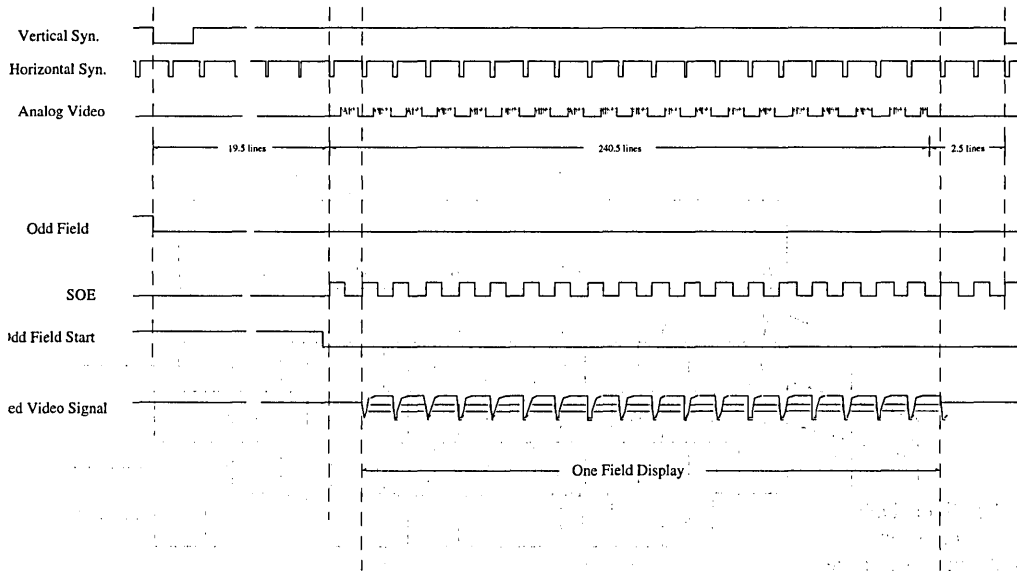 Vertical Syn.
Horizontal Syn.
Analog Video
19.5 lines
240.5 lines
2.5 lines
Odd Field
SOE
dd Field Start
ed Video Signal
One Field Display